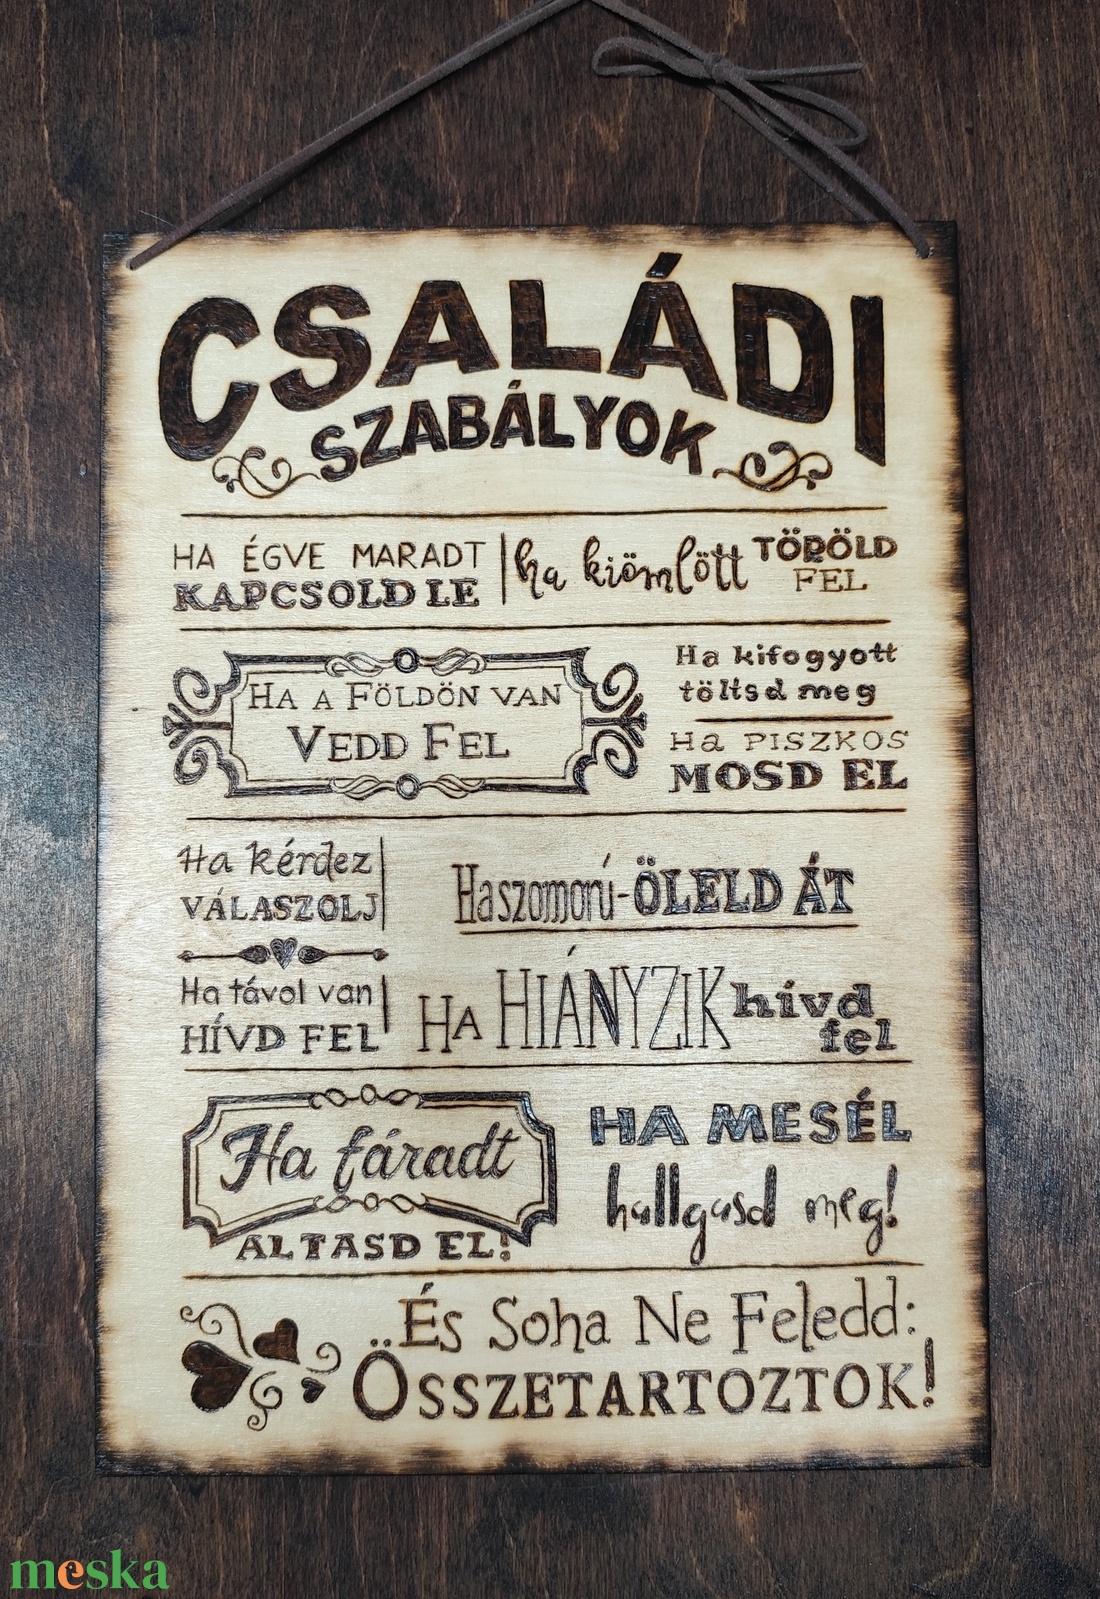 CSALÁDI
SZABÁLYOK
HA ÉGVE MARADT
KAPCSOLD LE
ha kiömlött TÖRÖLD
FEL
HA A FÖLDÖN VAN
VEDD FEL
Ha kifogyott
töltsd meg
Ha PISZKOS
MOSD EL
Ha kérdez
VÁLASZOLJ
Ha szomorú-ÖLELD ÁT
Ha távol van
HÍVD FEL
HA HIÁNYZIK hívd
fel
Ha fáradt
ALTASD EL!
HA MESÉL
hallgasd meg!
És Soha Ne Feledd:
ÖSSZETARTOZTOK!
meska